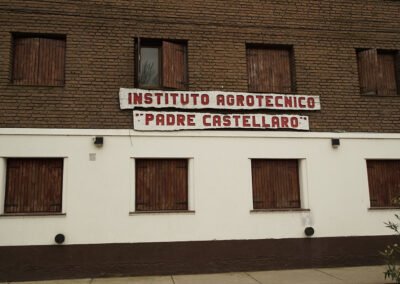 INSTITUTO AGROTECNICO
"PADRE CASTELLARO"